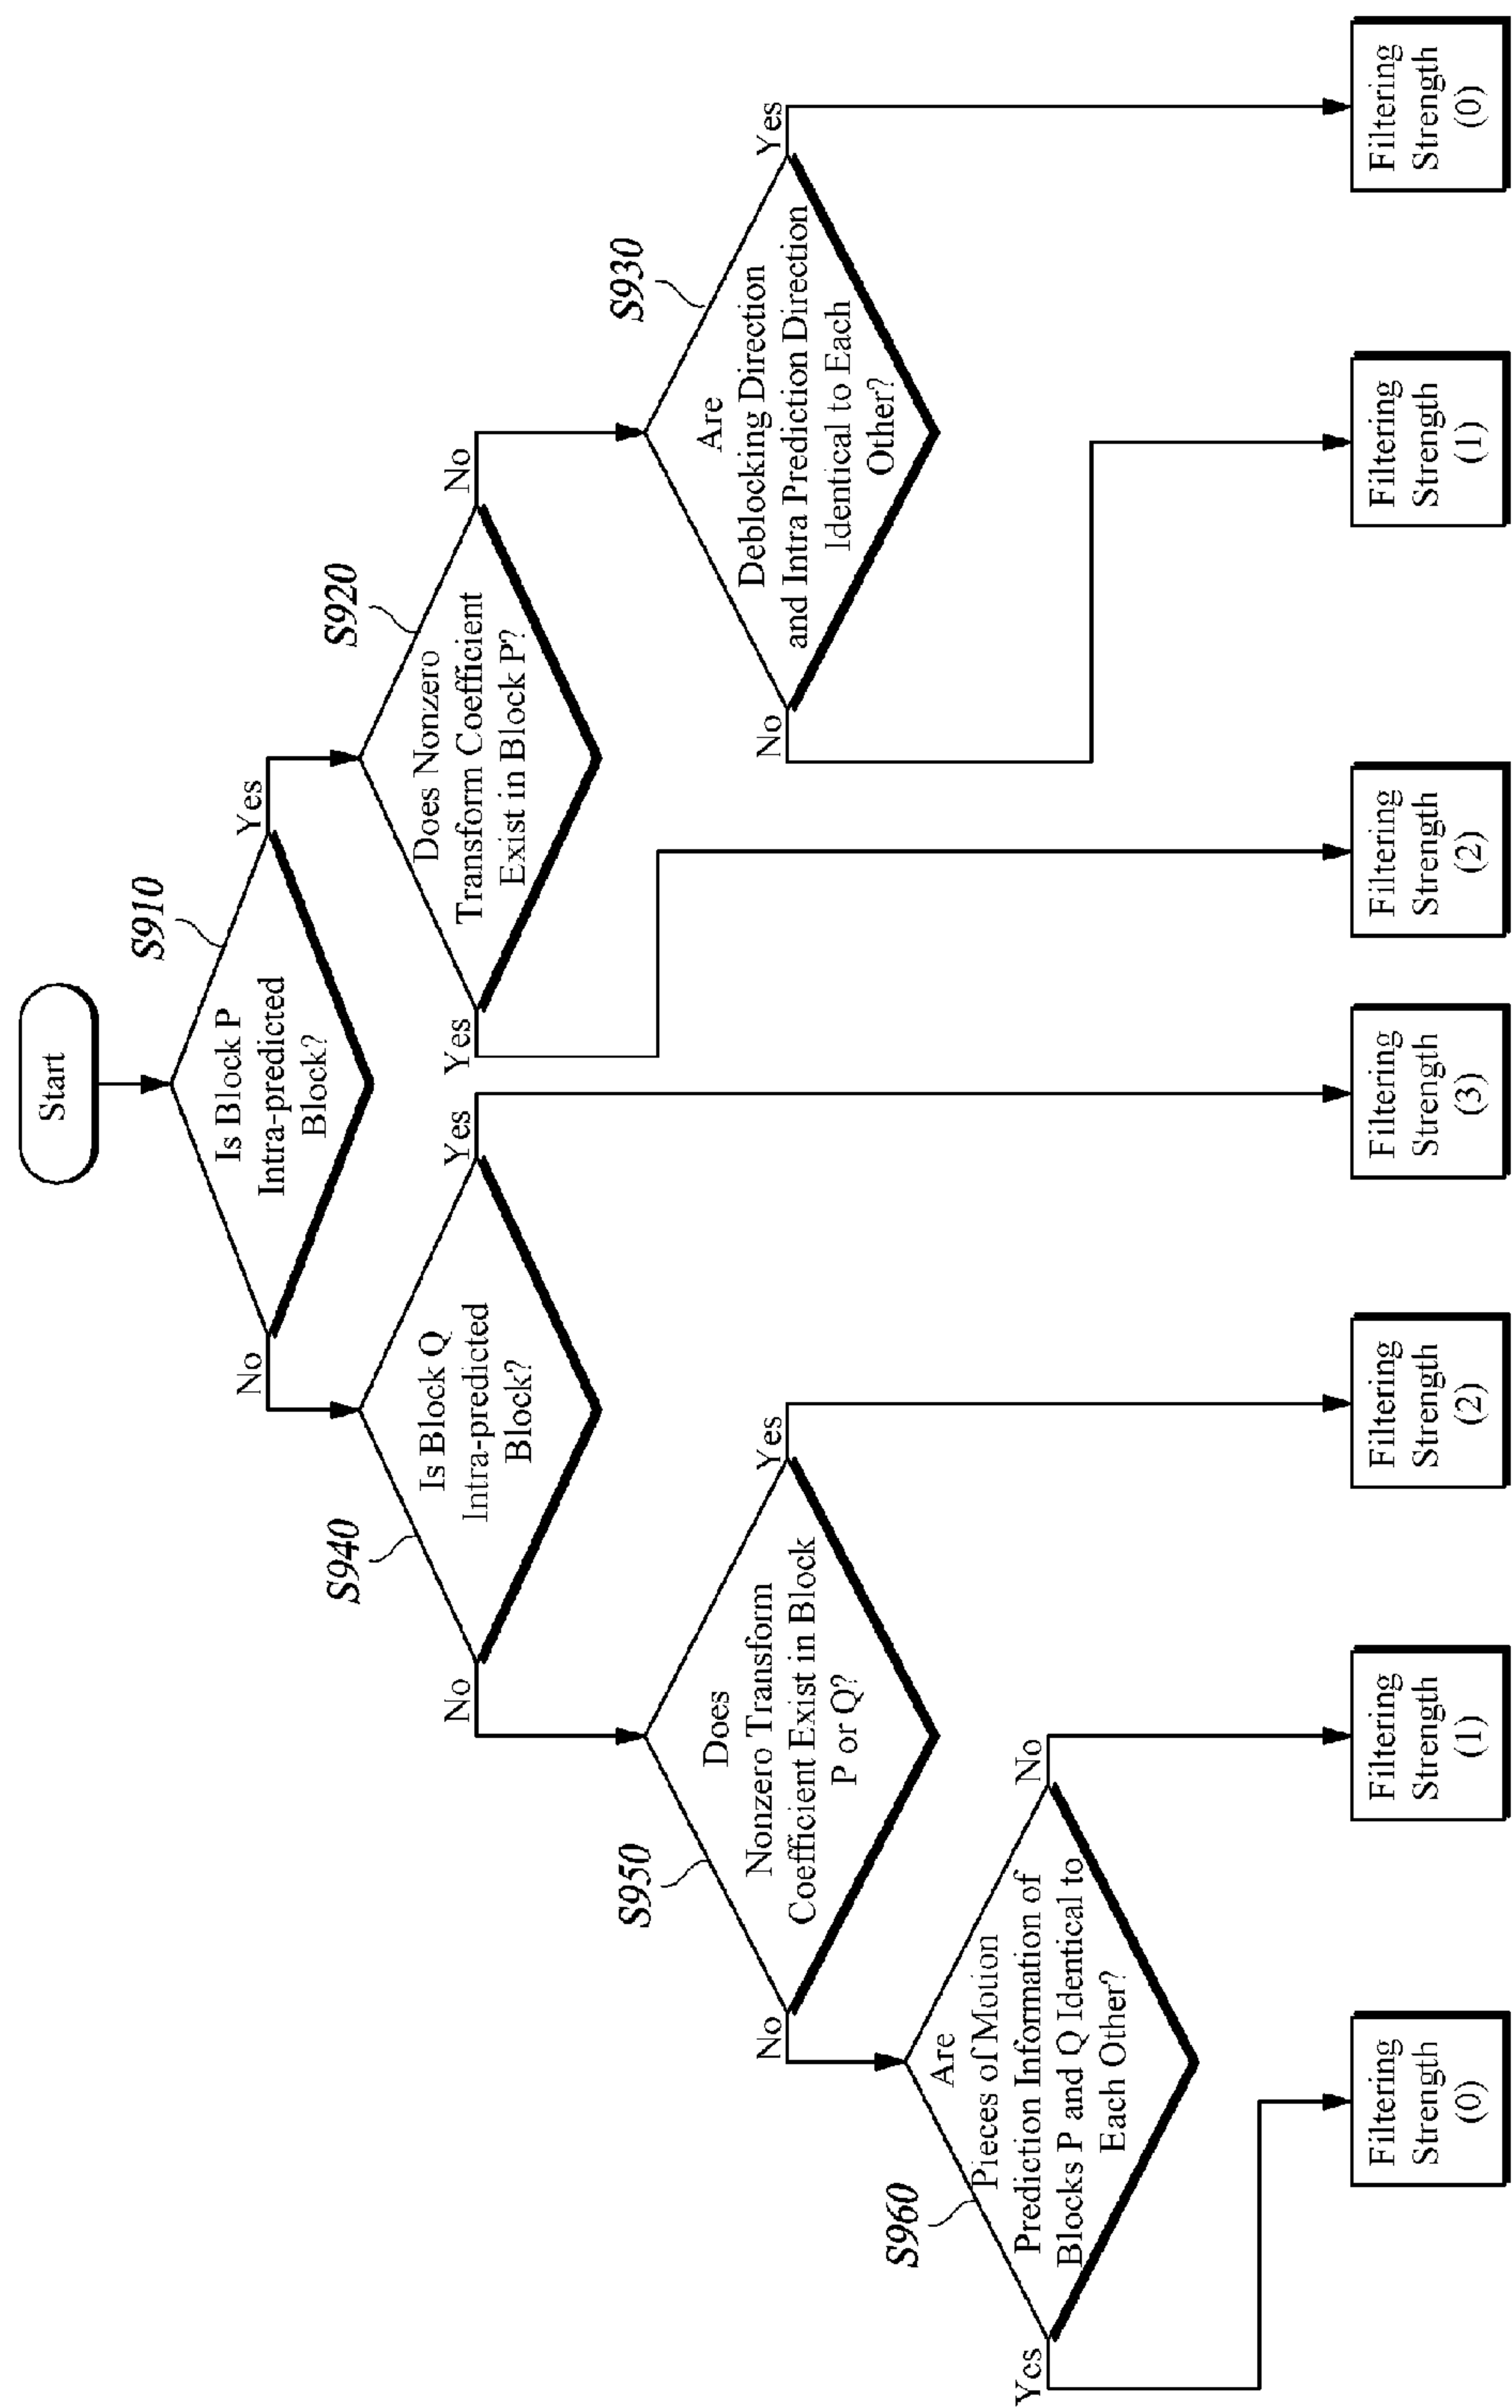 Start
S910
Is Block P
Intra-predicted
Block?
No
Yes
S940
Is Block Q
Intra-predicted
Block?
No
Yes
S920
Does Nonzero
Transform Coefficient
Exist in Block P?
Yes
No
S950
Does
Nonzero Transform
Coefficient Exist in Block
P or Q?
No
Yes
S930
Are
Deblocking Direction
and Intra Prediction Direction
Identical to Each
Other?
No
Yes
S960
Are
Pieces of Motion
Prediction Information of
Blocks P and Q Identical to
Each Other?
Yes
No
Filtering
Strength
(0)
Filtering
Strength
(1)
Filtering
Strength
(2)
Filtering
Strength
(3)
Filtering
Strength
(2)
Filtering
Strength
(1)
Filtering
Strength
(0)